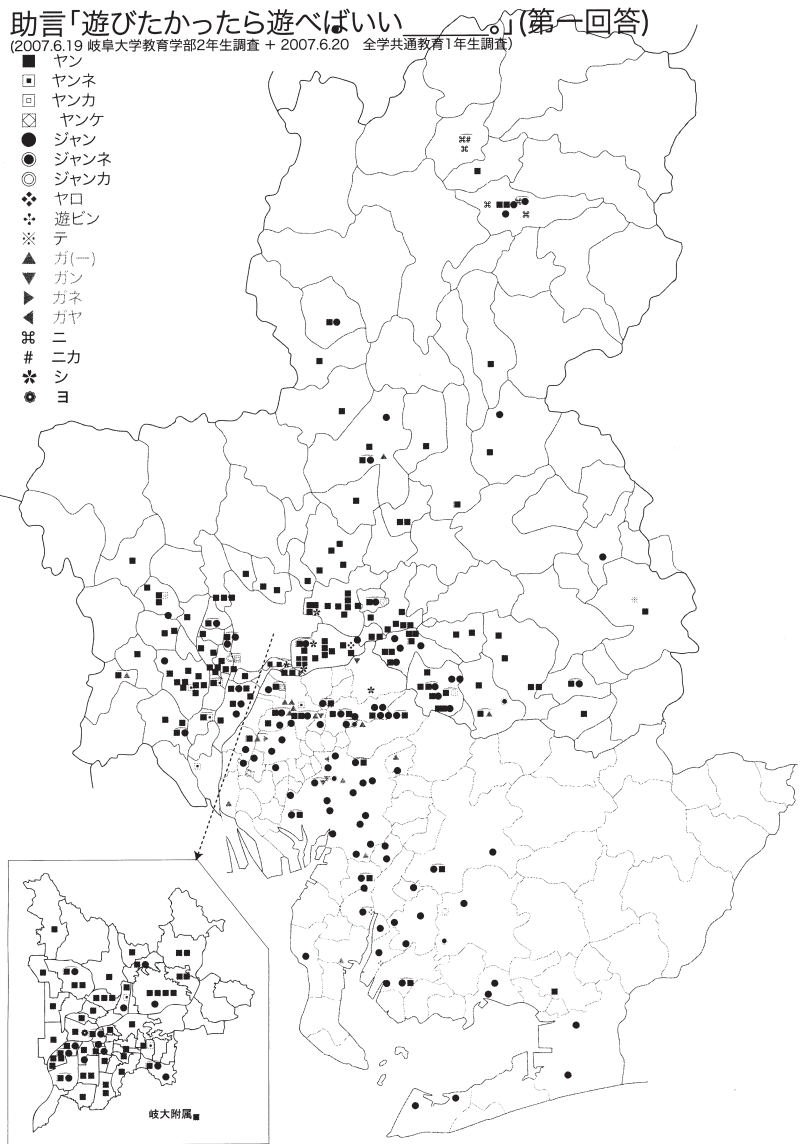 助言「遊びたかったら遊べばいい______。」(第一回答)
(2007.6.19 岐阜大学教育学部2年生調査 + 2007.6.20　全学共通教育1年生調査)
■ ヤン
ヤンネ
ヤンカ
ヤンケ
● ジャン
◉ ジャンネ
◎ ジャンカ
❖ ヤロ
遊ビン
※ テ
▲ ガ(ー)
▼ ガン
▶ ガネ
◀ ガヤ
⌘ ニ
# ニカ
シ
ヨ
岐大附属